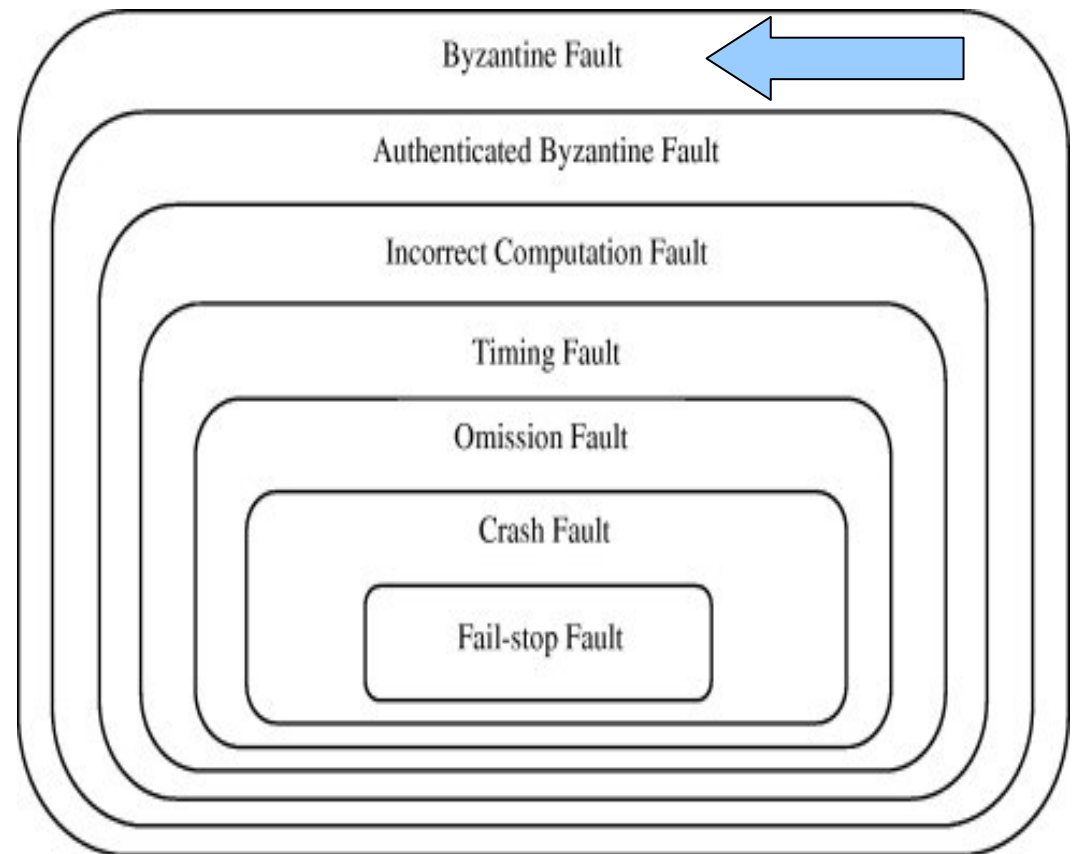 Byzantine Fault
Authenticated Byzantine Fault
Incorrect Computation Fault
Timing Fault
Omission Fault
Crash Fault
Fail-stop Fault